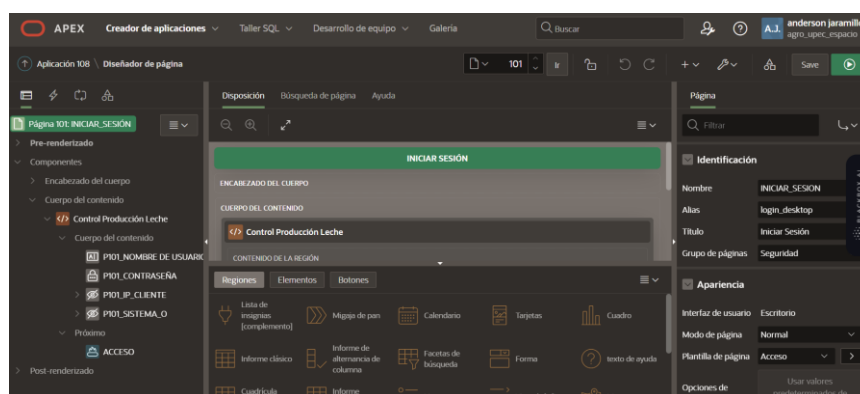 APEX Creador de aplicaciones Taller SQL Desarrollo de equipo Galeria Buscar A.J. anderson jaramill
agro_upec_espacio
Aplicación 108 \ Diseñador de página 101 Ir Save
Disposición Búsqueda de página Ayuda Página
Página 101: INICIAR_SESIÓN
Filtrar
Pre-renderizado
Componentes
Encabezado del cuerpo
Cuerpo del contenido
Control Producción Leche
Cuerpo del contenido
P101_NOMBRE DE USUARIO
P101_CONTRASEÑA
P101_IP_CLIENTE
P101_SISTEMA_O
Próximo
ACCESO
Post-renderizado
INICIAR SESIÓN
ENCABEZADO DEL CUERPO
CUERPO DEL CONTENIDO
Control Producción Leche
CONTENIDO DE LA REGIÓN
Regiones Elementos Botones
Lista de insignias [complemento]
Migaja de pan
Calendario
Tarjetas
Cuadro
Informe clásico
Informe de alternancia de columna
Facetas de búsqueda
Forma
texto de ayuda
Cuadrícula
Informe
Identificación
Nombre INICIAR_SESION
Alias login_desktop
Título Iniciar Sesión
Grupo de páginas Seguridad
Apariencia
Interfaz de usuario Escritorio
Modo de página Normal
Plantilla de página Acceso
Opciones de
Usar valores
predeterminados de